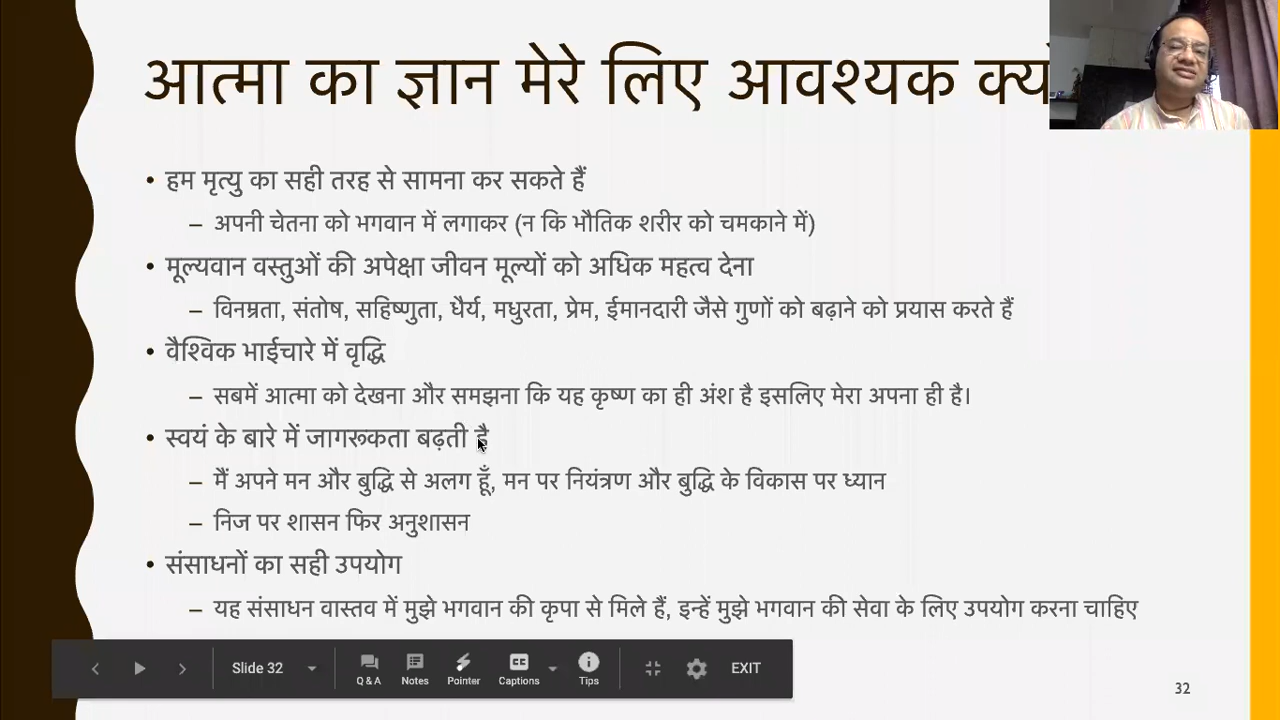 आत्मा का ज्ञान मेरे लिए आवश्यक
• हम मृत्यु का सही तरह से सामना कर सकते हैं
– अपनी चेतना को भगवान में लगाकर (न कि भौतिक शरीर को चमकाने में)
• मूल्यवान वस्तुओं की अपेक्षा जीवन मूल्यों को अधिक महत्व देना
– विनम्रता, संतोष, सहिष्णुता, धैर्य, मधुरता, प्रेम, ईमानदारी जैसे गुणों को बढ़ाने को प्रयास करते हैं
• वैश्विक भाईचारे में वृद्धि
– सबमें आत्मा को देखना और समझना कि यह कृष्ण का ही अंश है इसलिए मेरा अपना ही है।
• स्वयं के बारे में जागरूकता बढ़ती है
– मैं अपने मन और बुद्धि से अलग हूँ, मन पर नियंत्रण और बुद्धि के विकास पर ध्यान
– निज पर शासन फिर अनुशासन
• संसाधनों का सही उपयोग
– यह संसाधन वास्तव में मुझे भगवान की कृपा से मिले हैं, इन्हें मुझे भगवान की सेवा के लिए उपयोग करना चाहिए
Slide 32 Q & A Notes Pointer CC Captions Tips EXIT
32